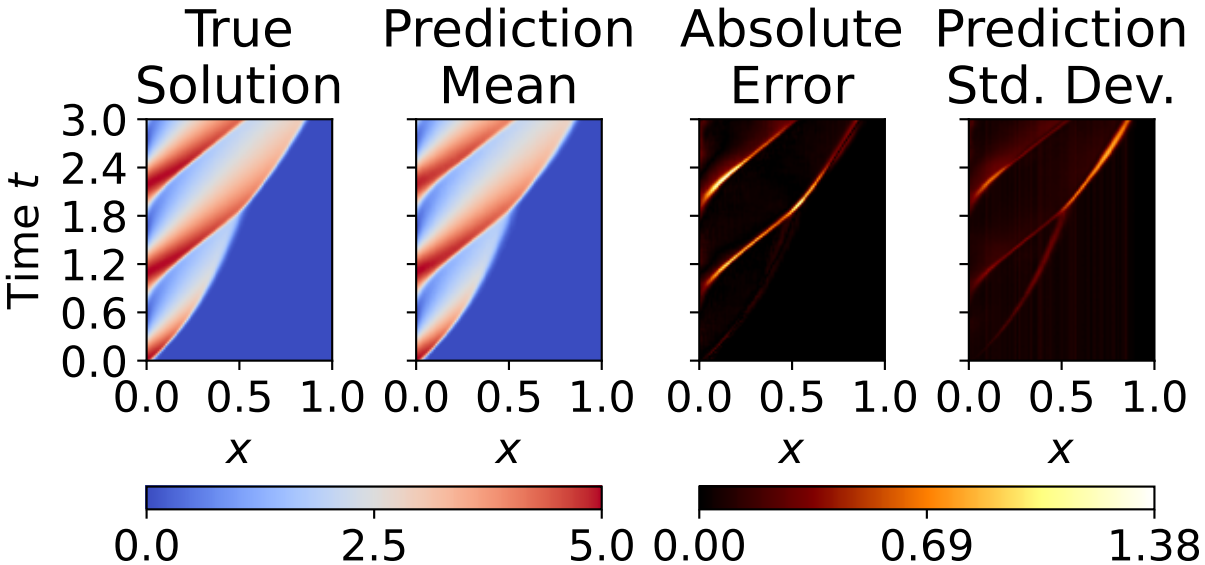 True Solution
Prediction Mean
Absolute Error
Prediction Std. Dev.
Time t
3.0
2.4
1.8
1.2
0.6
0.0
0.0 0.5 1.0
0.0 0.5 1.0
0.0 0.5 1.0
0.0 0.5 1.0
x
x
x
x
0.0 2.5 5.0
0.00 0.69 1.38